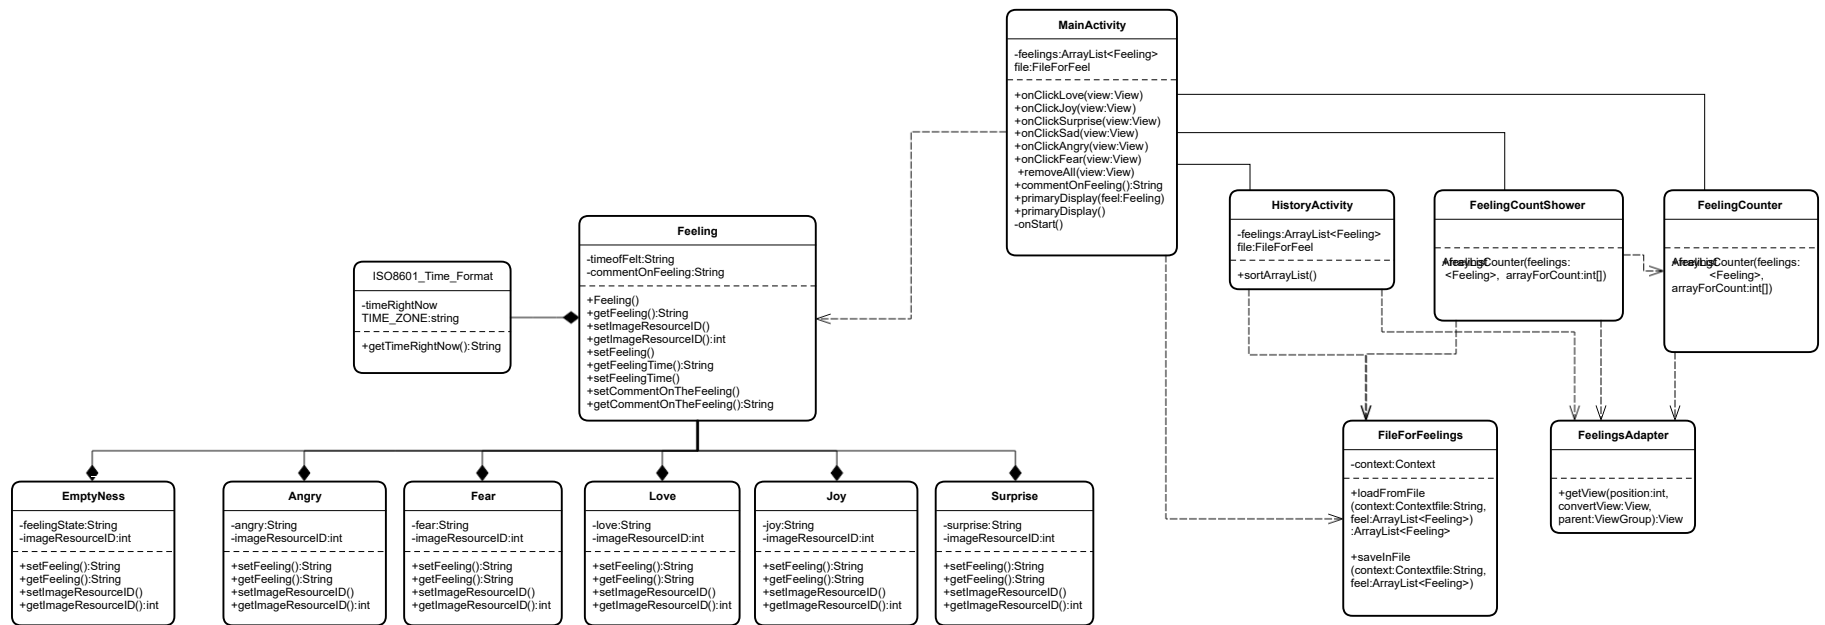 MainActivity
-feelings:ArrayList<Feeling>
file:FileForFeel
+onClickLove(view:View)
+onClickJoy(view:View)
+onClickSurprise(view:View)
+onClickSad(view:View)
+onClickAngry(view:View)
+onClickFear(view:View)
+removeAll(view:View)
+commentOnFeeling():String
+primaryDisplay(feel:Feeling)
+primaryDisplay()
-onStart()
HistoryActivity
-feelings:ArrayList<Feeling>
file:FileForFeel
+sortArrayList()
FeelingCountShower
<Feeling>, arrayForCount:int[])
FeelingCounter
<Feeling>,
arrayForCount:int[])
Feeling
-timeofFelt:String
-commentOnFeeling:String
+Feeling()
+getFeeling():String
+setImageResourceID()
+getImageResourceID():int
+setFeeling()
+getFeelingTime():String
+setFeelingTime()
+setCommentOnTheFeeling()
+getCommentOnTheFeeling():String
ISO8601_Time_Format
-timeRightNow
TIME_ZONE:string
+getTimeRightNow():String
FileForFeelings
-context:Context
+loadFromFile
(context:Contextfile:String,
feel:ArrayList<Feeling>)
:ArrayList<Feeling>
+saveInFile
(context:Contextfile:String,
feel:ArrayList<Feeling>)
FeelingsAdapter
+getView(position:int,
convertView:View,
parent:ViewGroup):View
EmptyNess
-feelingState:String
-imageResourceID:int
+setFeeling():String
+getFeeling():String
+setImageResourceID()
+getImageResourceID():int
Angry
-angry:String
-imageResourceID:int
+setFeeling():String
+getFeeling():String
+setImageResourceID()
+getImageResourceID():int
Fear
-fear:String
-imageResourceID:int
+setFeeling():String
+getFeeling():String
+setImageResourceID()
+getImageResourceID():int
Love
-love:String
-imageResourceID:int
+setFeeling():String
+getFeeling():String
+setImageResourceID()
+getImageResourceID():int
Joy
-joy:String
-imageResourceID:int
+setFeeling():String
+getFeeling():String
+setImageResourceID()
+getImageResourceID():int
Surprise
-surprise:String
-imageResourceID:int
+setFeeling():String
+getFeeling():String
+setImageResourceID()
+getImageResourceID():int